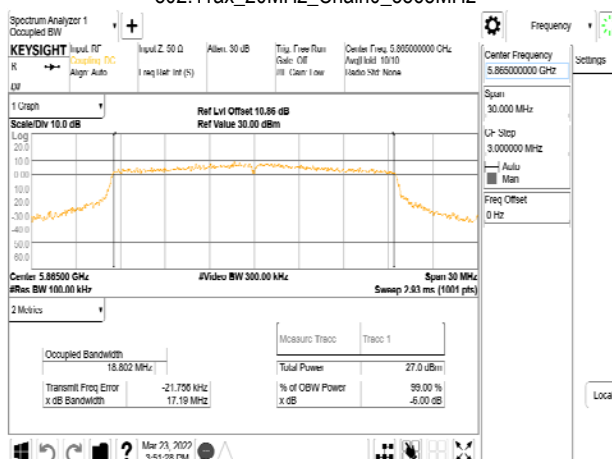 Spectrum Analyzer 1
Occupied BW
Frequency
KEYSIGHT Input: RF
Coupling: DC
Align: Auto
Input Z: 50 Ω
Freq Ref: Int (S)
Atten: 30 dB
Trig: Free Run
Gate: Off
#IF Gain: Low
Center Freq: 5.865000000 GHz
Avg|Hold: 10/10
Radio Std: None
R
Center Frequency
5.865000000 GHz
Settings
Span
30.000 MHz
CF Step
3.000000 MHz
Auto
Man
Freq Offset
0 Hz
Local
1 Graph
Scale/Div 10.0 dB
Ref Lvl Offset 10.86 dB
Ref Value 30.00 dBm
Log
20.0
10.0
0.00
10.0
20.0
-30.0
-40.0
50.0
60.0
Center 5.86500 GHz
#Res BW 100.00 kHz
#Video BW 300.00 kHz
Span 30 MHz
Sweep 2.93 ms (1001 pts)
2 Metrics
Measure Trace
Trace 1
Occupied Bandwidth
18.802 MHz
Total Power
27.0 dBm
Transmit Freq Error
-21.756 kHz
% of OBW Power
99.00 %
x dB Bandwidth
17.19 MHz
x dB
-6.00 dB
?
Mar 23, 2022
3:51:28 PM